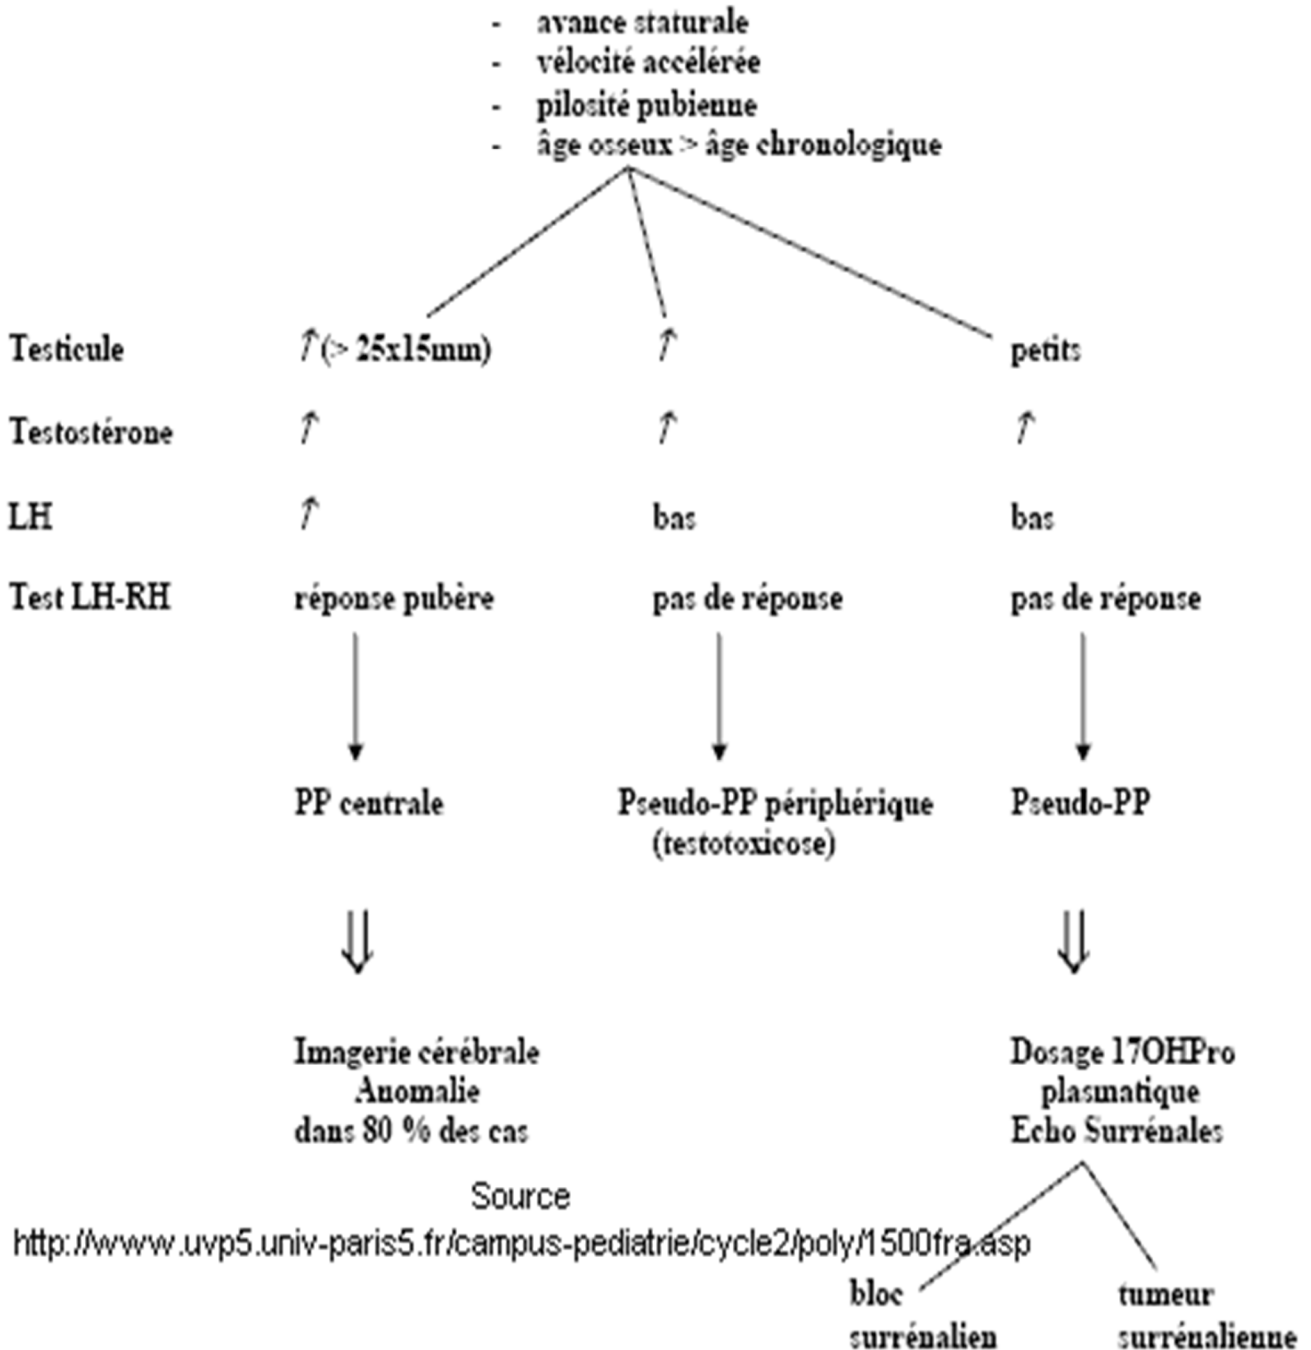 - avance staturale
- vélocité accélérée
- pilosité pubienne
- âge osseux > âge chronologique
Testicule ↑(> 25x15mm) ↑ petits
Testostérone ↑ ↑ ↑
LH ↑ bas bas
Test LH-RH réponse pubère pas de réponse pas de réponse
PP centrale Pseudo-PP périphérique Pseudo-PP
(testotoxicose)
Imagerie cérébrale Dosage 17OHPro
Anomalie plasmatique
dans 80 % des cas Echo Surrénales
Source
http://www.uvp5.univ-paris5.fr/campus-pediatrie/cycle2/poly/1500fra.asp
bloc tumeur
surrénalien surrénalienne